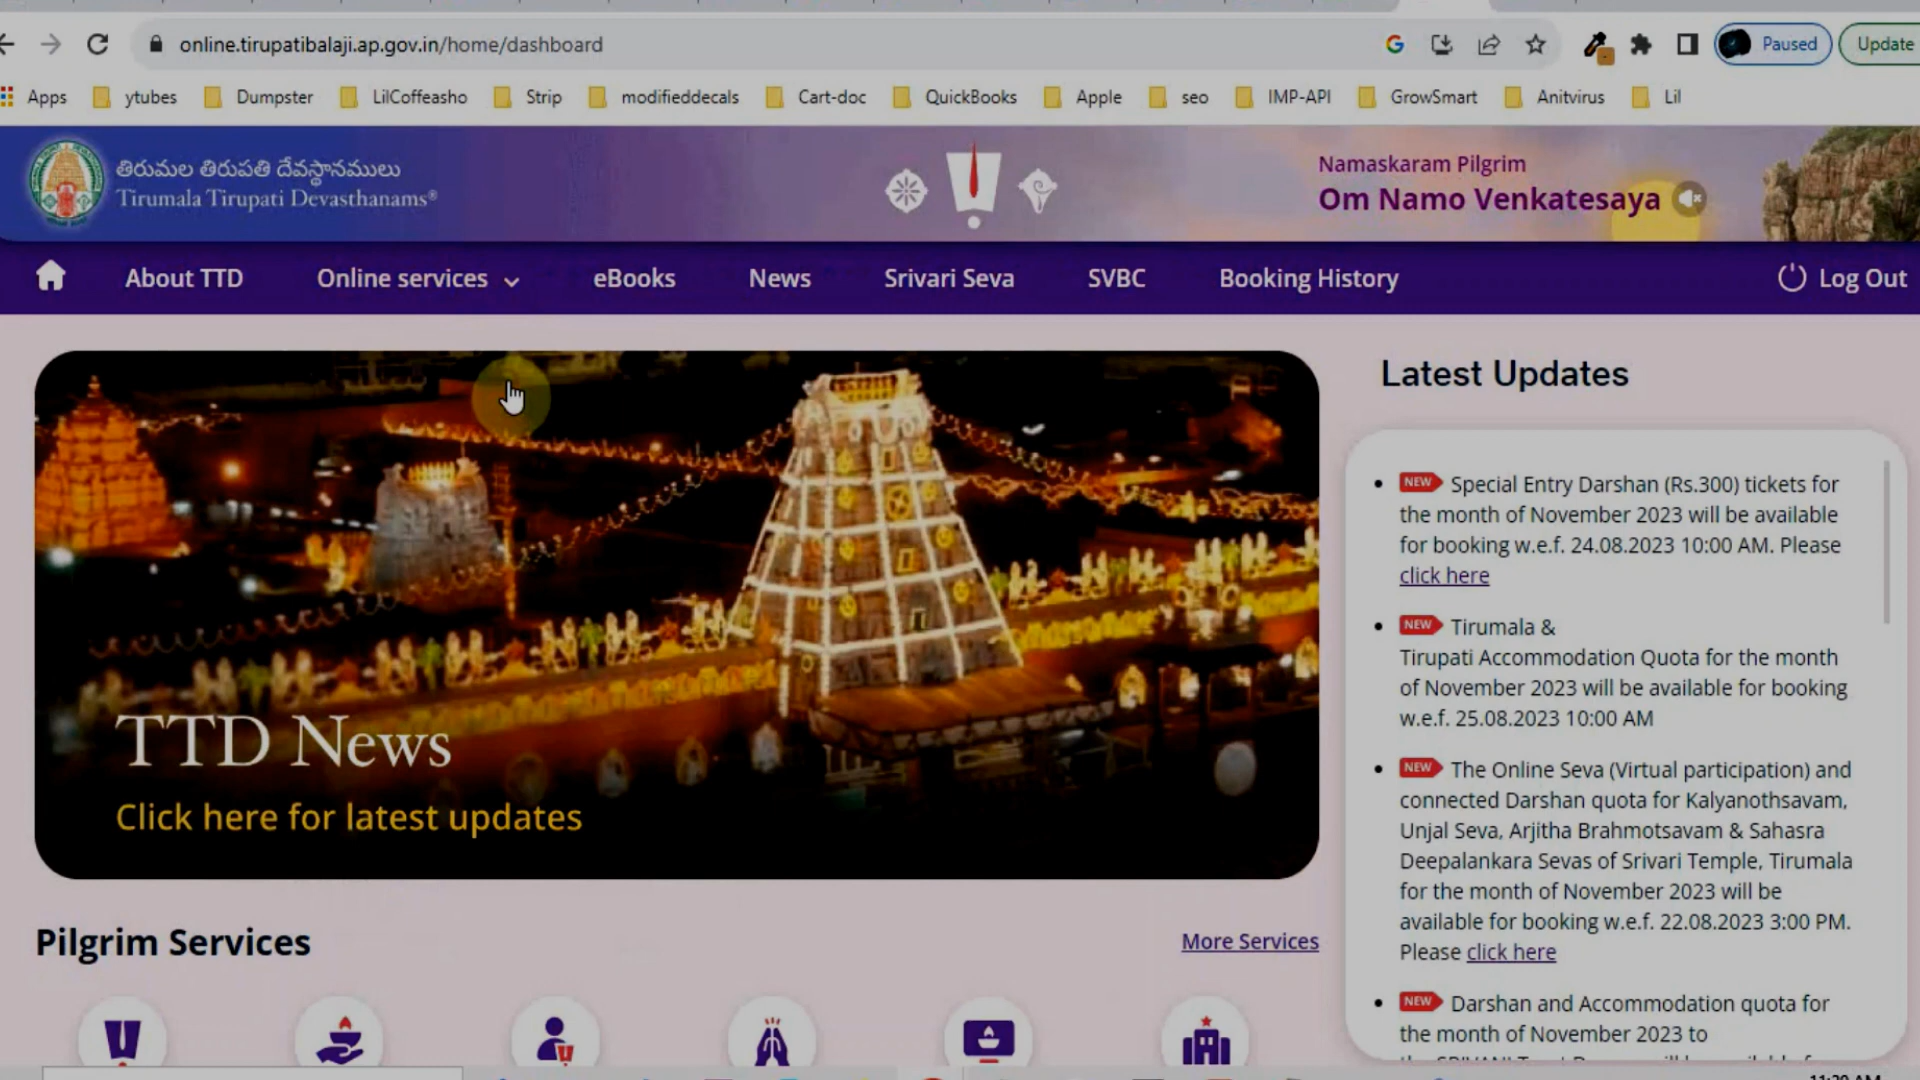 online.tirupatibalaji.ap.gov.in/home/dashboard
Paused
Update
Apps
ytubes
Dumpster
LilCoffeasho
Strip
modifieddecals
Cart-doc
QuickBooks
Apple
seo
IMP-API
GrowSmart
Anitvirus
Lil
తిరుమల తిరుపతి దేవస్థానములు
Tirumala Tirupati Devasthanams®
Namaskaram Pilgrim
Om Namo Venkatesaya
About TTD
Online services
eBooks
News
Srivari Seva
SVBC
Booking History
Log Out
TTD News
Click here for latest updates
Latest Updates
NEW Special Entry Darshan (Rs.300) tickets for
the month of November 2023 will be available
for booking w.e.f. 24.08.2023 10:00 AM. Please
click here
NEW Tirumala &
Tirupati Accommodation Quota for the month
of November 2023 will be available for booking
w.e.f. 25.08.2023 10:00 AM
NEW The Online Seva (Virtual participation) and
connected Darshan quota for Kalyanothsavam,
Unjal Seva, Arjitha Brahmotsavam & Sahasra
Deepalankara Sevas of Srivari Temple, Tirumala
for the month of November 2023 will be
available for booking w.e.f. 22.08.2023 3:00 PM.
Please click here
NEW Darshan and Accommodation quota for
the month of November 2023 to
Pilgrim Services
More Services